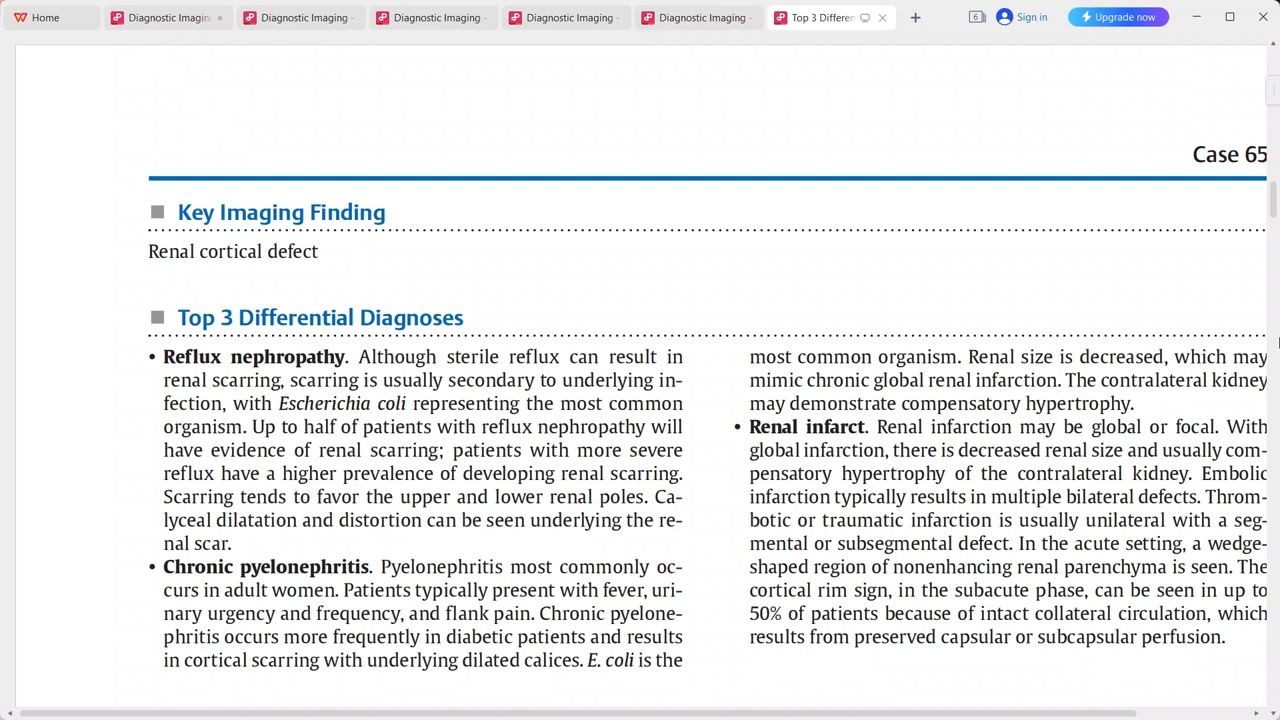 Home
Diagnostic Imaging
Diagnostic Imaging -
Diagnostic Imaging -
Diagnostic Imaging -
Diagnostic Imaging -
Top 3 Differen
6
Sign in
Upgrade now
Case 65
Key Imaging Finding
Renal cortical defect
Top 3 Differential Diagnoses
• Reflux nephropathy. Although sterile reflux can result in
renal scarring, scarring is usually secondary to underlying in-
fection, with Escherichia coli representing the most common
organism. Up to half of patients with reflux nephropathy will
have evidence of renal scarring; patients with more severe
reflux have a higher prevalence of developing renal scarring.
Scarring tends to favor the upper and lower renal poles. Ca-
lyceal dilatation and distortion can be seen underlying the re-
nal scar.
• Chronic pyelonephritis. Pyelonephritis most commonly oc-
curs in adult women. Patients typically present with fever, uri-
nary urgency and frequency, and flank pain. Chronic pyelone-
phritis occurs more frequently in diabetic patients and results
in cortical scarring with underlying dilated calices. E. coli is the
most common organism. Renal size is decreased, which may
mimic chronic global renal infarction. The contralateral kidney
may demonstrate compensatory hypertrophy.
• Renal infarct. Renal infarction may be global or focal. With
global infarction, there is decreased renal size and usually com-
pensatory hypertrophy of the contralateral kidney. Embolic
infarction typically results in multiple bilateral defects. Throm-
botic or traumatic infarction is usually unilateral with a seg-
mental or subsegmental defect. In the acute setting, a wedge-
shaped region of nonenhancing renal parenchyma is seen. The
cortical rim sign, in the subacute phase, can be seen in up to
50% of patients because of intact collateral circulation, which
results from preserved capsular or subcapsular perfusion.